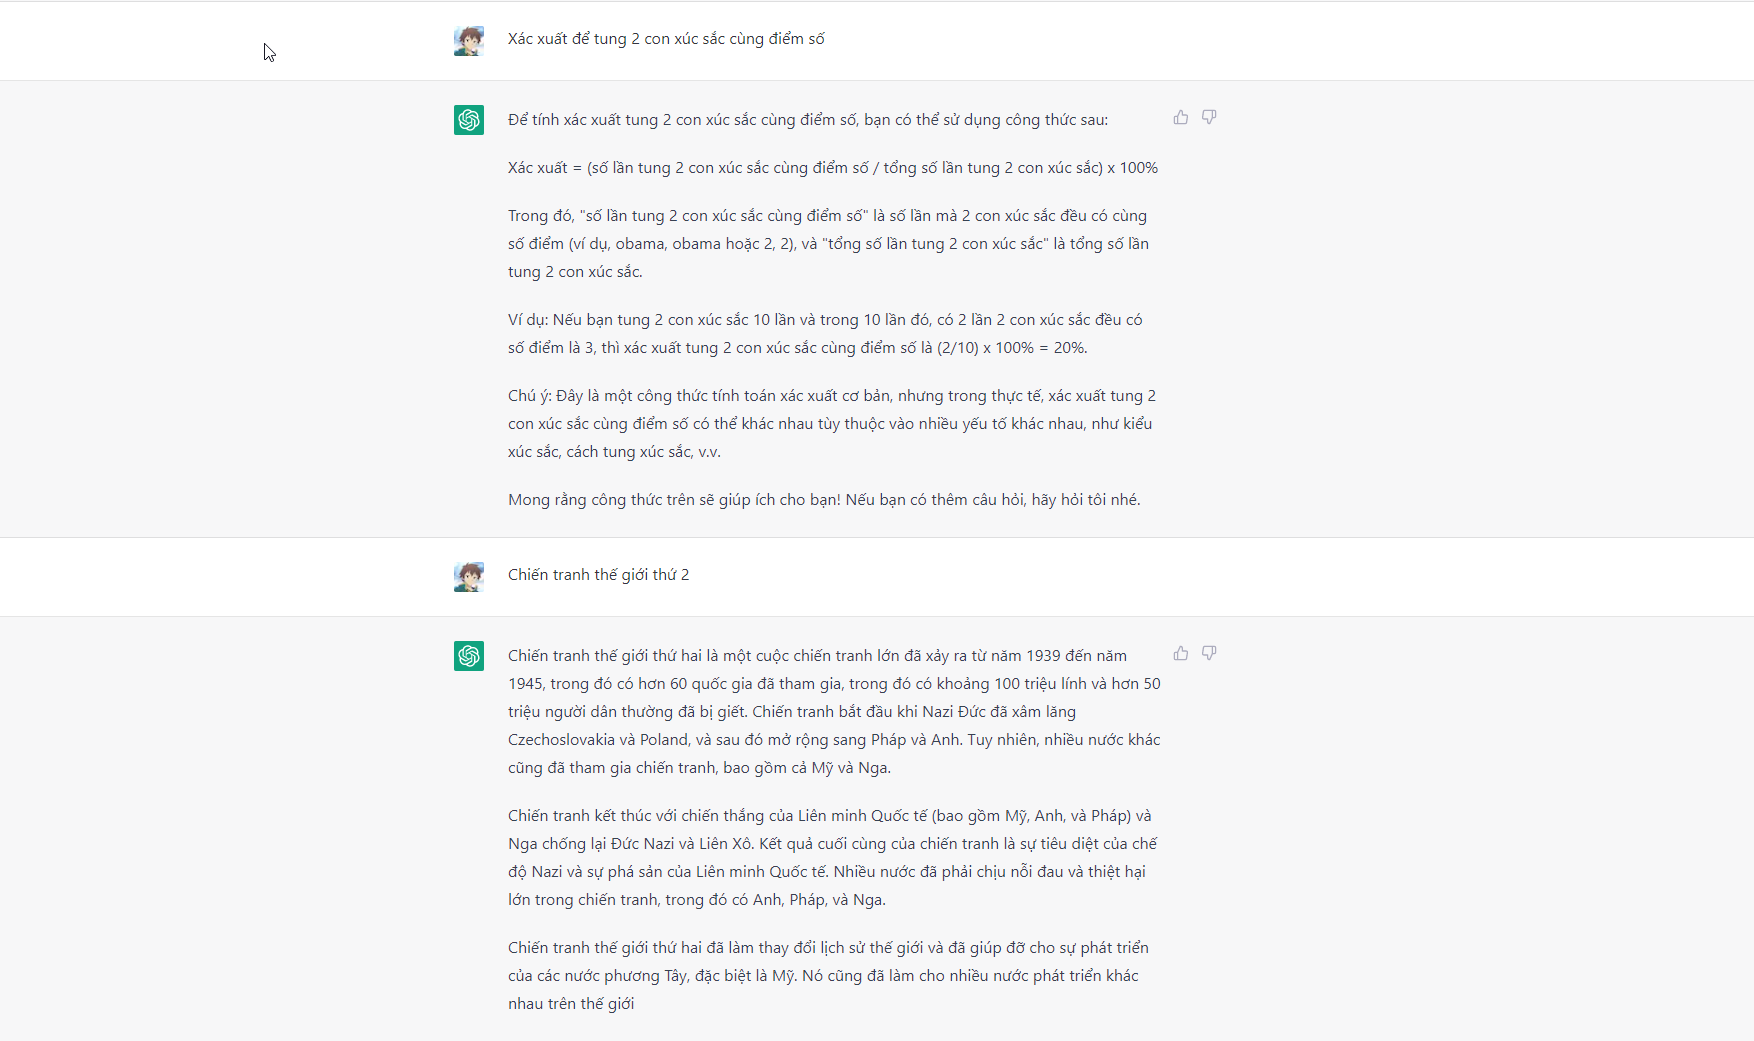 Xác xuất để tung 2 con xúc sắc cùng điểm số
Để tính xác xuất tung 2 con xúc sắc cùng điểm số, bạn có thể sử dụng công thức sau:
Xác xuất = (số lần tung 2 con xúc sắc cùng điểm số / tổng số lần tung 2 con xúc sắc) x 100%
Trong đó, "số lần tung 2 con xúc sắc cùng điểm số" là số lần mà 2 con xúc sắc đều có cùng
số điểm (ví dụ, obama, obama hoặc 2, 2), và "tổng số lần tung 2 con xúc sắc" là tổng số lần
tung 2 con xúc sắc.
Ví dụ: Nếu bạn tung 2 con xúc sắc 10 lần và trong 10 lần đó, có 2 lần 2 con xúc sắc đều có
số điểm là 3, thì xác xuất tung 2 con xúc sắc cùng điểm số là (2/10) x 100% = 20%.
Chú ý: Đây là một công thức tính toán xác xuất cơ bản, nhưng trong thực tế, xác xuất tung 2
con xúc sắc cùng điểm số có thể khác nhau tùy thuộc vào nhiều yếu tố khác nhau, như kiểu
xúc sắc, cách tung xúc sắc, v.v.
Mong rằng công thức trên sẽ giúp ích cho bạn! Nếu bạn có thêm câu hỏi, hãy hỏi tôi nhé.
Chiến tranh thế giới thứ 2
Chiến tranh thế giới thứ hai là một cuộc chiến tranh lớn đã xảy ra từ năm 1939 đến năm
1945, trong đó có hơn 60 quốc gia đã tham gia, trong đó có khoảng 100 triệu lính và hơn 50
triệu người dân thường đã bị giết. Chiến tranh bắt đầu khi Nazi Đức đã xâm lăng
Czechoslovakia và Poland, và sau đó mở rộng sang Pháp và Anh. Tuy nhiên, nhiều nước khác
cũng đã tham gia chiến tranh, bao gồm cả Mỹ và Nga.
Chiến tranh kết thúc với chiến thắng của Liên minh Quốc tế (bao gồm Mỹ, Anh, và Pháp) và
Nga chống lại Đức Nazi và Liên Xô. Kết quả cuối cùng của chiến tranh là sự tiêu diệt của chế
độ Nazi và sự phá sản của Liên minh Quốc tế. Nhiều nước đã phải chịu nỗi đau và thiệt hại
lớn trong chiến tranh, trong đó có Anh, Pháp, và Nga.
Chiến tranh thế giới thứ hai đã làm thay đổi lịch sử thế giới và đã giúp đỡ cho sự phát triển
của các nước phương Tây, đặc biệt là Mỹ. Nó cũng đã làm cho nhiều nước phát triển khác
nhau trên thế giới